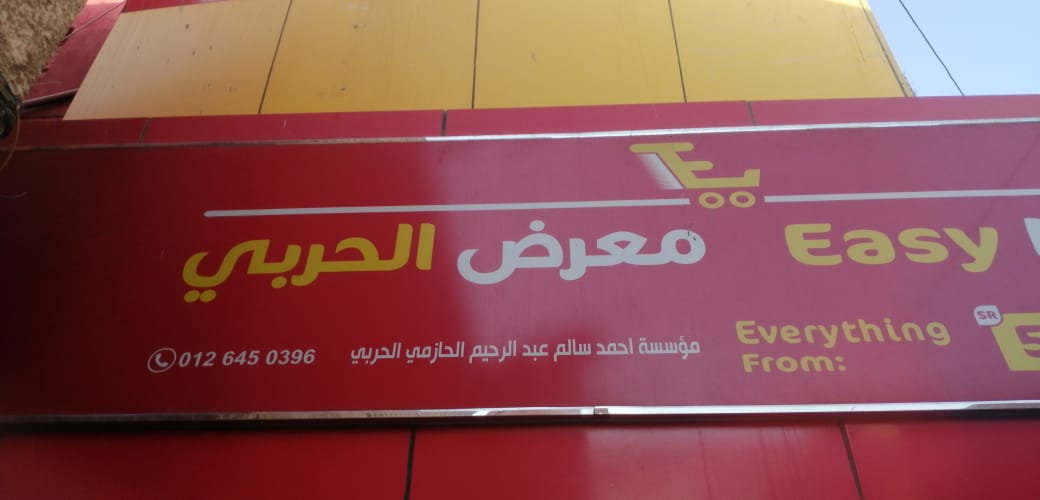 معرض الحربي
Easy
مؤسسة احمد سالم عبد الرحيم الحازمي الحربي
012 645 0396
Everything
From:
SR